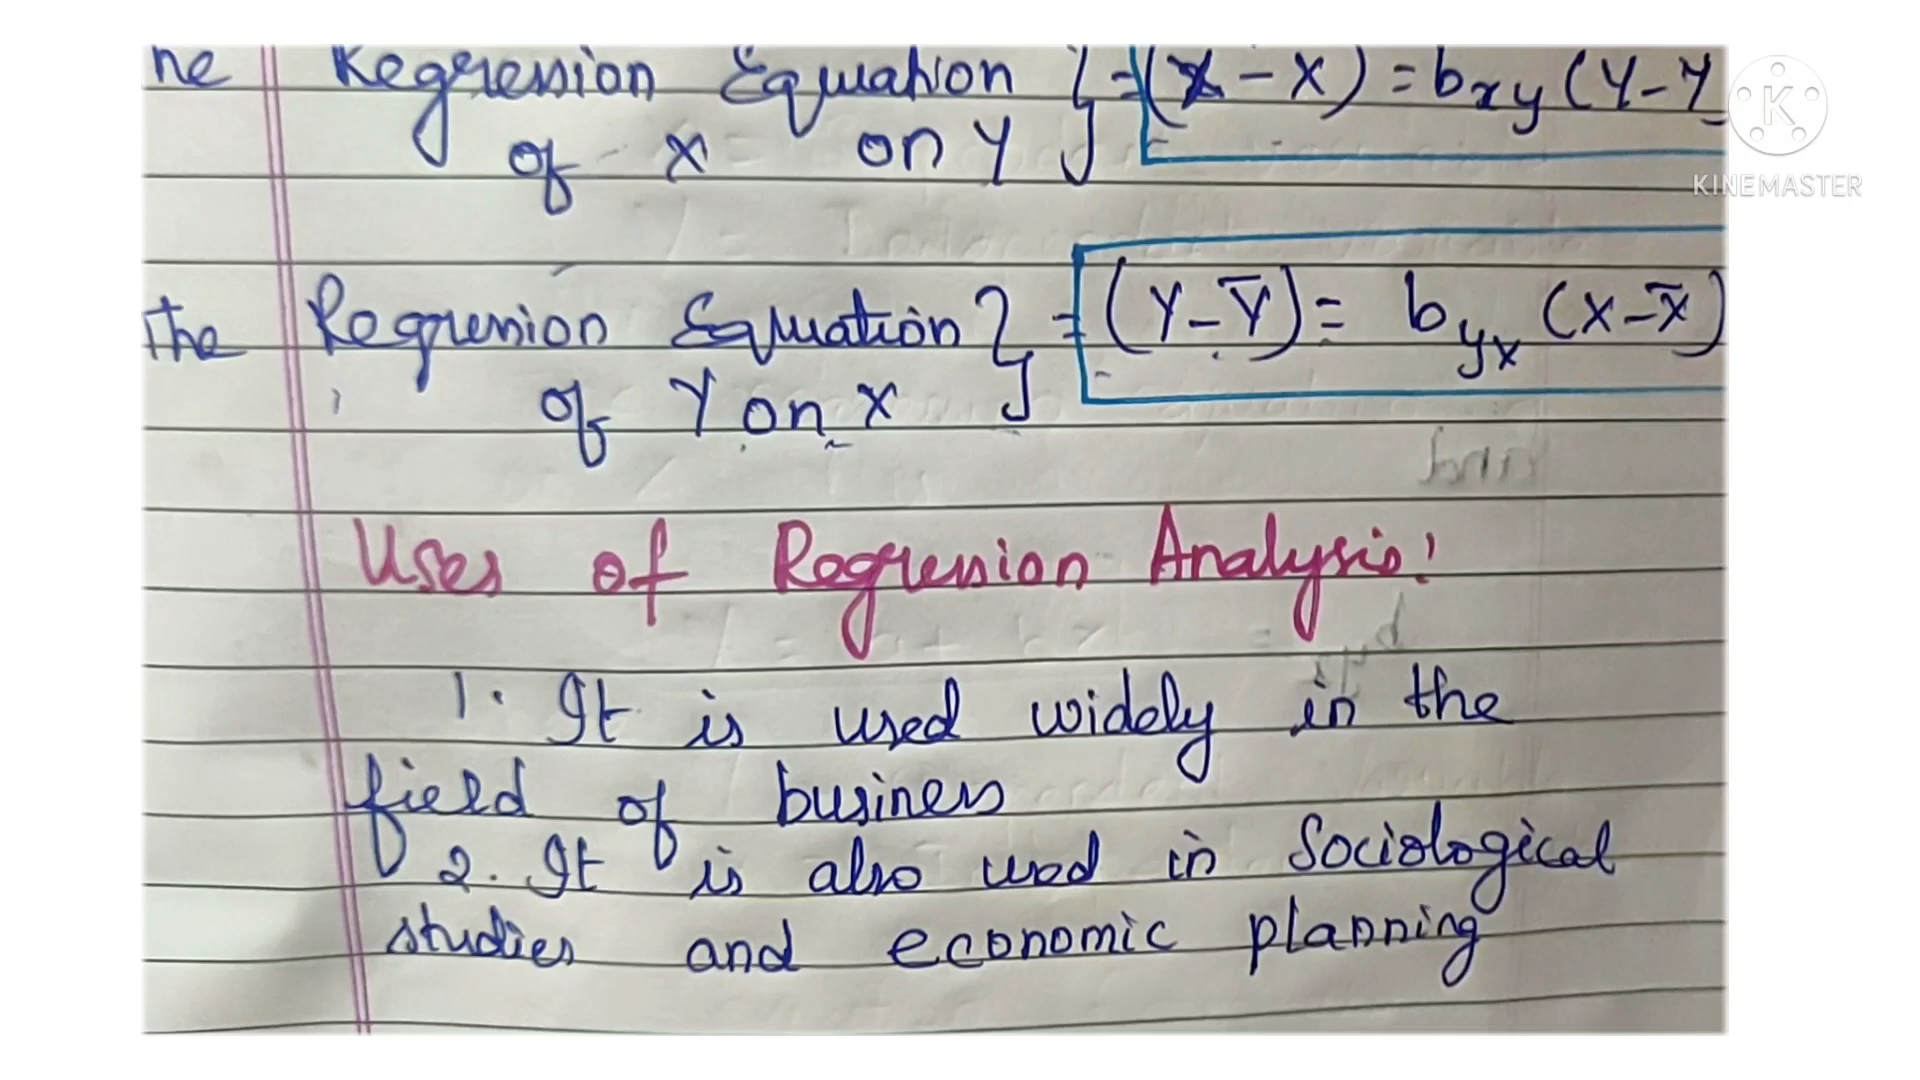 ne Regression Equation } = (X - X) = bxy (Y-Y
of X on Y
KINEMASTER
The Regression Equation } = (Y-Y̅) = byx (X-X̅)
of Y on X
Uses of Regression Analysis:
1. It is used widely in the
field of business
2. It is also used in Sociological
studies and economic planning